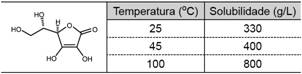 Temperatura (ºC) Solubilidade (g/L)
25 330
45 400
100 800
HO
H
O
O
HO
HO OH